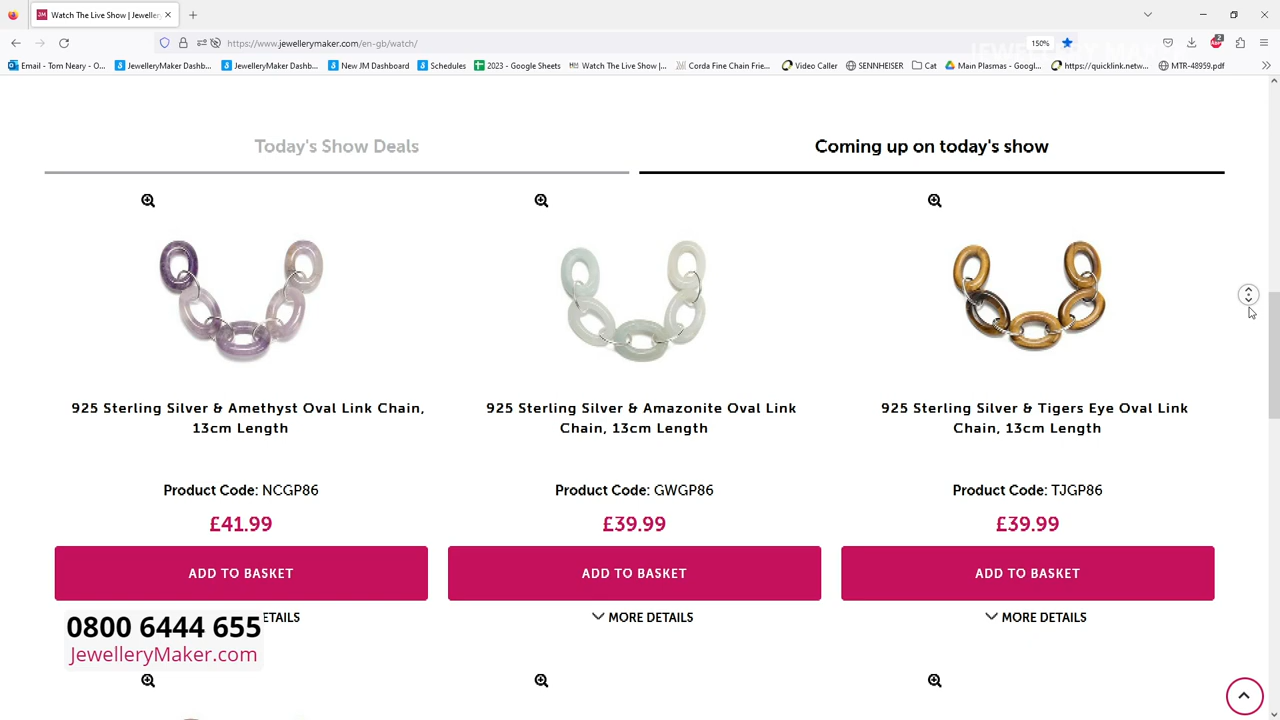 Watch The Live Show | Jeweller
https://www.jewellerymaker.com/en-gb/watch/
150%
2
Email - Tom Neary - O...
JewelleryMaker Dashb...
JewelleryMaker Dashb...
New JM Dashboard
Schedules
2023 - Google Sheets
Watch The Live Show |...
Corda Fine Chain Frie...
Video Caller
SENNHEISER
Cat
Main Plasmas - Googl...
https://quicklink.netw...
MTR-48959.pdf
Today's Show Deals
Coming up on today's show
925 Sterling Silver & Amethyst Oval Link Chain,
13cm Length
Product Code: NCGP86
£41.99
ADD TO BASKET
ETAILS
925 Sterling Silver & Amazonite Oval Link
Chain, 13cm Length
Product Code: GWGP86
£39.99
ADD TO BASKET
MORE DETAILS
925 Sterling Silver & Tigers Eye Oval Link
Chain, 13cm Length
Product Code: TJGP86
£39.99
ADD TO BASKET
MORE DETAILS
0800 6444 655
JewelleryMaker.com